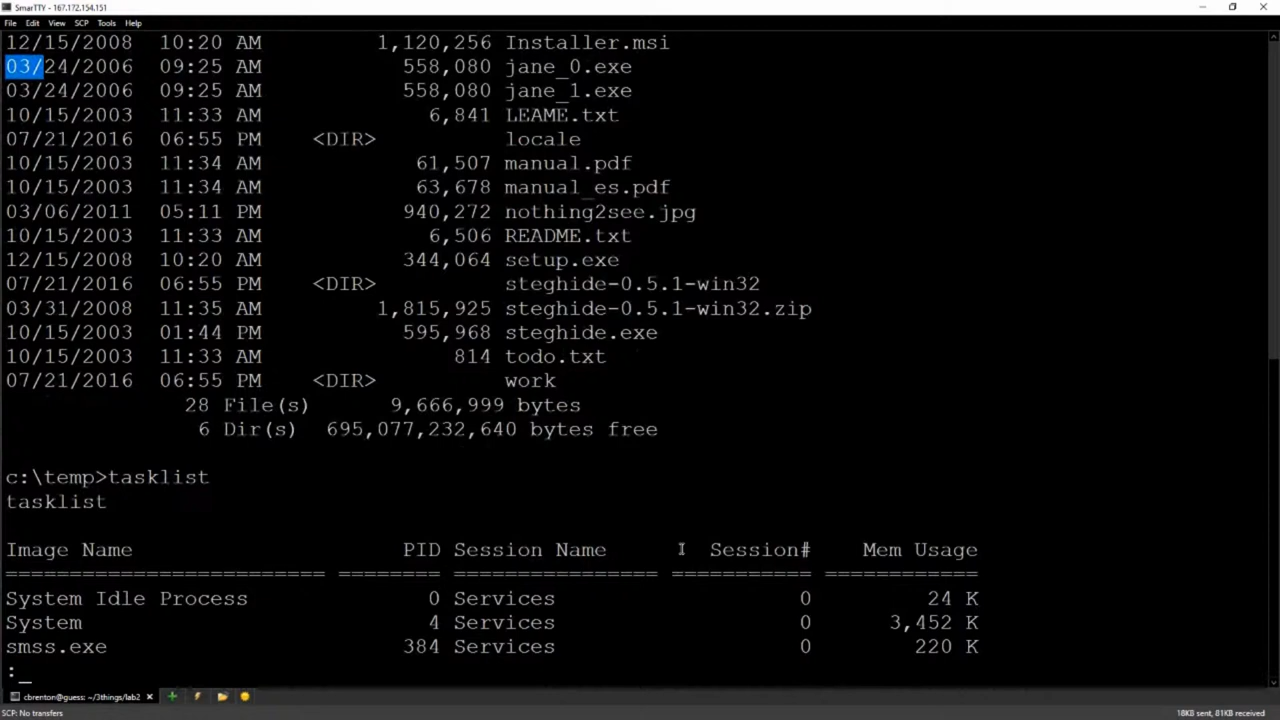 SmarTTY - 167.172.154.151
File Edit View SCP Tools Help
12/15/2008 10:20 AM 1,120,256 Installer.msi
03/24/2006 09:25 AM 558,080 jane_0.exe
03/24/2006 09:25 AM 558,080 jane_1.exe
10/15/2003 11:33 AM 6,841 LEAME.txt
07/21/2016 06:55 PM <DIR> locale
10/15/2003 11:34 AM 61,507 manual.pdf
10/15/2003 11:34 AM 63,678 manual_es.pdf
03/06/2011 05:11 PM 940,272 nothing2see.jpg
10/15/2003 11:33 AM 6,506 README.txt
12/15/2008 10:20 AM 344,064 setup.exe
07/21/2016 06:55 PM <DIR> steghide-0.5.1-win32
03/31/2008 11:35 AM 1,815,925 steghide-0.5.1-win32.zip
10/15/2003 01:44 PM 595,968 steghide.exe
10/15/2003 11:33 AM 814 todo.txt
07/21/2016 06:55 PM <DIR> work
28 File(s) 9,666,999 bytes
6 Dir(s) 695,077,232,640 bytes free
c:\temp>tasklist
tasklist
Image Name PID Session Name Session# Mem Usage
========================= ======== ================ =========== ============
System Idle Process 0 Services 0 24 K
System 4 Services 0 3,452 K
smss.exe 384 Services 0 220 K
:_
cbrenton@guess: ~/3things/lab2
SCP: No transfers 18KB sent, 81KB received